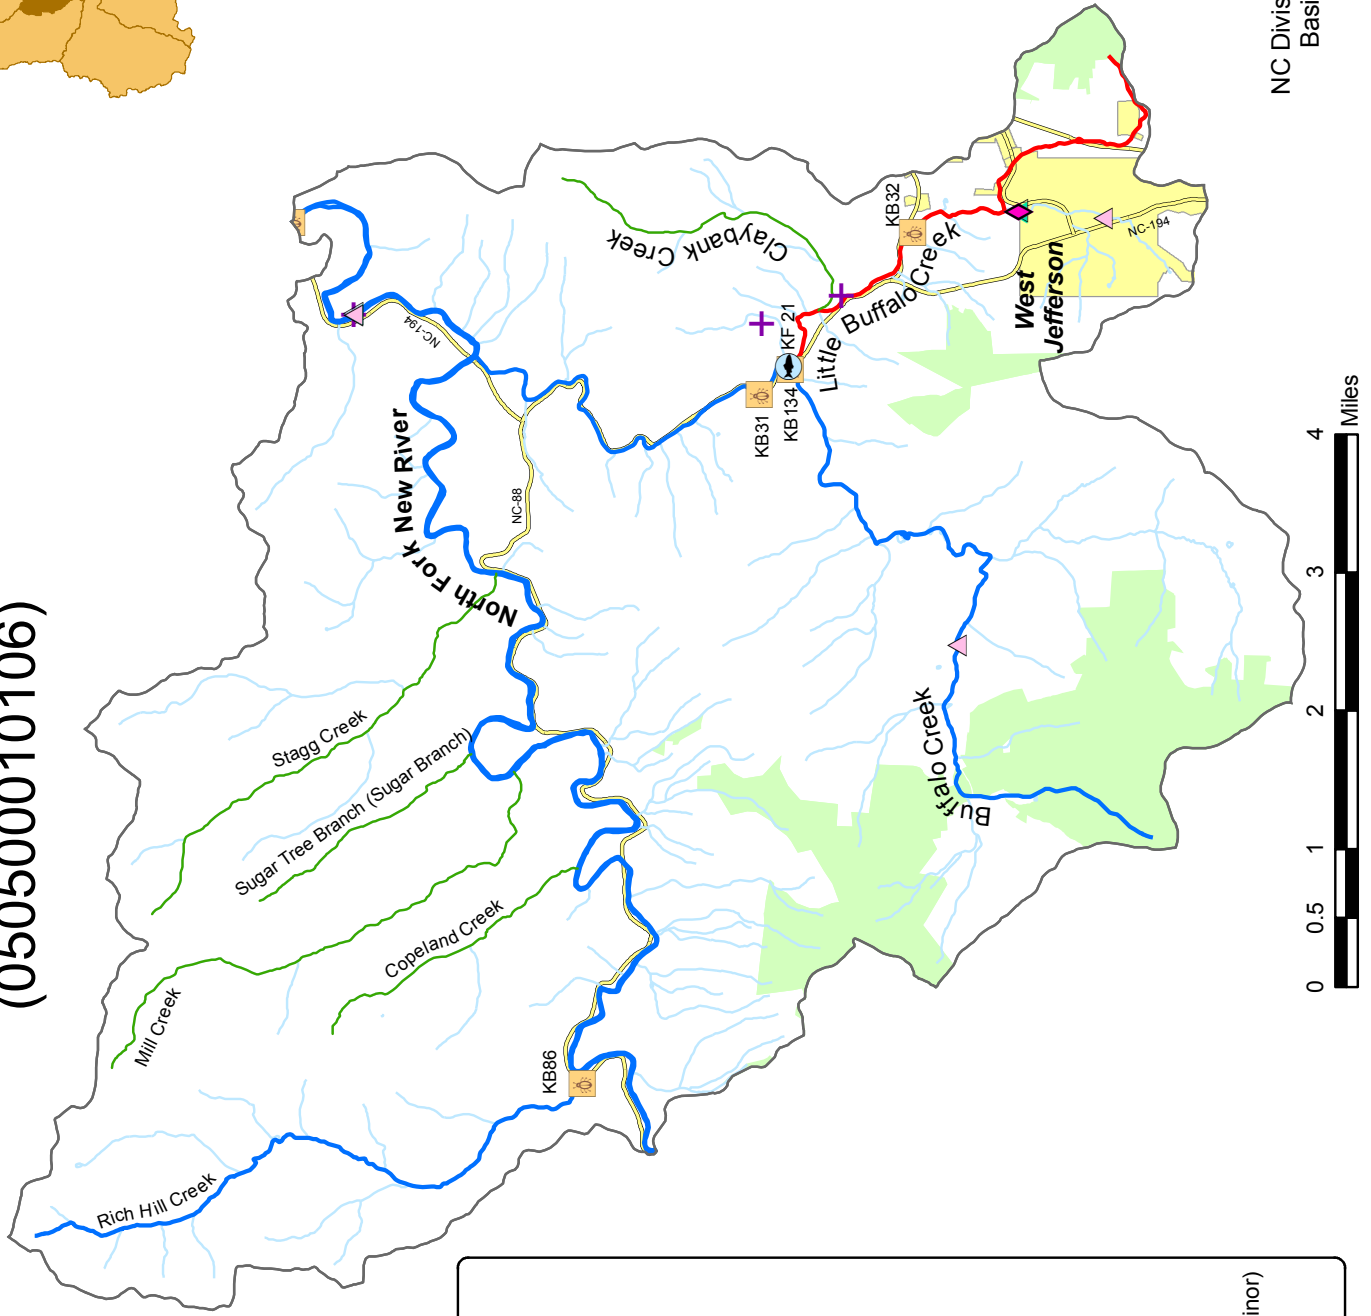 (0505000010106)
NC Divis
Basi
Rich Hill Creek
Mill Creek
Copeland Creek
Sugar Tree Branch (Sugar Branch)
Stagg Creek
North Fork New River
NC-88
NC-194
Claybank Creek
KB86
KB31
KB134
KF 21
KB32
Little Buffalo Creek
Buffalo Creek
West
Jefferson
NC-194
0 0.5 1 2 3 4
Miles
inor)